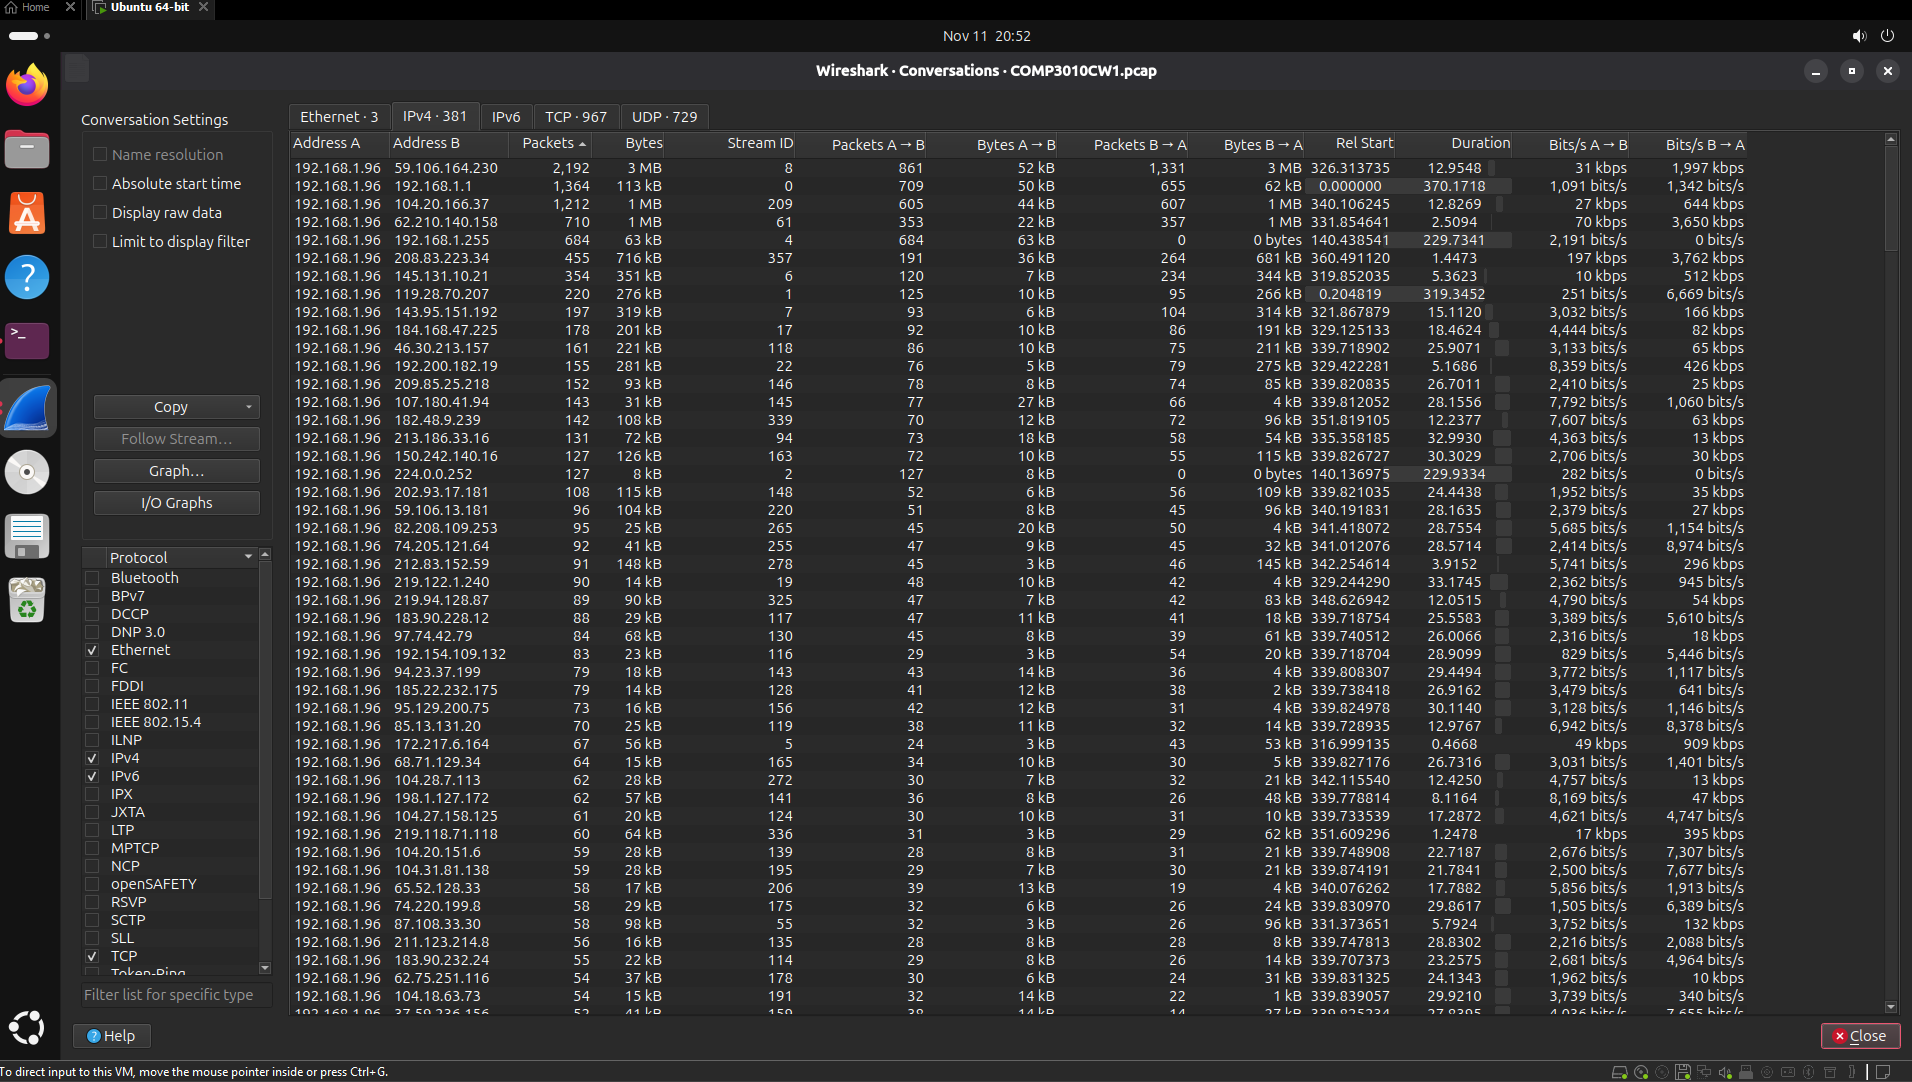 Home
Ubuntu 64-bit
Nov 11 20:52
Wireshark · Conversations · COMP3010CW1.pcap
Conversation Settings
Name resolution
Absolute start time
Display raw data
Limit to display filter
Copy
Follow Stream…
Graph…
I/O Graphs
Protocol
Bluetooth
BPv7
DCCP
DNP 3.0
Ethernet
FC
FDDI
IEEE 802.11
IEEE 802.15.4
ILNP
IPv4
IPv6
IPX
JXTA
LTP
MPTCP
NCP
openSAFETY
RSVP
SCTP
SLL
TCP
Token-Ring
Filter list for specific type
Help
Ethernet · 3 IPv4 · 381 IPv6 TCP · 967 UDP · 729
Address A Address B Packets Bytes Stream ID Packets A → B Bytes A → B Packets B → A Bytes B → A Rel Start Duration Bits/s A → B Bits/s B → A
192.168.1.96 59.106.164.230 2,192 3 MB 8 861 52 kB 1,331 3 MB 326.313735 12.9548 31 kbps 1,997 kbps
192.168.1.96 192.168.1.1 1,364 113 kB 0 709 50 kB 655 62 kB 0.000000 370.1718 1,091 bits/s 1,342 bits/s
192.168.1.96 104.20.166.37 1,212 1 MB 209 605 44 kB 607 1 MB 340.106245 12.8269 27 kbps 644 kbps
192.168.1.96 62.210.140.158 710 1 MB 61 353 22 kB 357 1 MB 331.854641 2.5094 70 kbps 3,650 kbps
192.168.1.96 192.168.1.255 684 63 kB 4 684 63 kB 0 0 bytes 140.438541 229.7341 2,191 bits/s 0 bits/s
192.168.1.96 208.83.223.34 455 716 kB 357 191 36 kB 264 681 kB 360.491120 1.4473 197 kbps 3,762 kbps
192.168.1.96 145.131.10.21 354 351 kB 6 120 7 kB 234 344 kB 319.852035 5.3623 10 kbps 512 kbps
192.168.1.96 119.28.70.207 220 276 kB 1 125 10 kB 95 266 kB 0.204819 319.3452 251 bits/s 6,669 bits/s
192.168.1.96 143.95.151.192 197 319 kB 7 93 6 kB 104 314 kB 321.867879 15.1120 3,032 bits/s 166 kbps
192.168.1.96 184.168.47.225 178 201 kB 17 92 10 kB 86 191 kB 329.125133 18.4624 4,444 bits/s 82 kbps
192.168.1.96 46.30.213.157 161 221 kB 118 86 10 kB 75 211 kB 339.718902 25.9071 3,133 bits/s 65 kbps
192.168.1.96 192.200.182.19 155 281 kB 22 76 5 kB 79 275 kB 329.422281 5.1686 8,359 bits/s 426 kbps
192.168.1.96 209.85.25.218 152 93 kB 146 78 8 kB 74 85 kB 339.820835 26.7011 2,410 bits/s 25 kbps
192.168.1.96 107.180.41.94 143 31 kB 145 77 27 kB 66 4 kB 339.812052 28.1556 7,792 bits/s 1,060 bits/s
192.168.1.96 182.48.9.239 142 108 kB 339 70 12 kB 72 96 kB 351.819105 12.2377 7,607 bits/s 63 kbps
192.168.1.96 213.186.33.16 131 72 kB 94 73 18 kB 58 54 kB 335.358185 32.9930 4,363 bits/s 13 kbps
192.168.1.96 150.242.140.16 127 126 kB 163 72 10 kB 55 115 kB 339.826727 30.3029 2,706 bits/s 30 kbps
192.168.1.96 224.0.0.252 127 8 kB 2 127 8 kB 0 0 bytes 140.136975 229.9334 282 bits/s 0 bits/s
192.168.1.96 202.93.17.181 108 115 kB 148 52 6 kB 56 109 kB 339.821035 24.4438 1,952 bits/s 35 kbps
192.168.1.96 59.106.13.181 96 104 kB 220 51 8 kB 45 96 kB 340.191831 28.1635 2,379 bits/s 27 kbps
192.168.1.96 82.208.109.253 95 25 kB 265 45 20 kB 50 4 kB 341.418072 28.7554 5,685 bits/s 1,154 bits/s
192.168.1.96 74.205.121.64 92 41 kB 255 47 9 kB 45 32 kB 341.012076 28.5714 2,414 bits/s 8,974 bits/s
192.168.1.96 212.83.152.59 91 148 kB 278 45 3 kB 46 145 kB 342.254614 3.9152 5,741 bits/s 296 kbps
192.168.1.96 219.122.1.240 90 14 kB 19 48 10 kB 42 4 kB 329.244290 33.1745 2,362 bits/s 945 bits/s
192.168.1.96 219.94.128.87 89 90 kB 325 47 7 kB 42 83 kB 348.626942 12.0515 4,790 bits/s 54 kbps
192.168.1.96 183.90.228.12 88 29 kB 117 47 11 kB 41 18 kB 339.718754 25.5583 3,389 bits/s 5,610 bits/s
192.168.1.96 97.74.42.79 84 68 kB 130 45 8 kB 39 61 kB 339.740512 26.0066 2,316 bits/s 18 kbps
192.168.1.96 192.154.109.132 83 23 kB 116 29 3 kB 54 20 kB 339.718704 28.9099 829 bits/s 5,446 bits/s
192.168.1.96 94.23.37.199 79 18 kB 143 43 14 kB 36 4 kB 339.808307 29.4494 3,772 bits/s 1,117 bits/s
192.168.1.96 185.22.232.175 79 14 kB 128 41 12 kB 38 2 kB 339.738418 26.9162 3,479 bits/s 641 bits/s
192.168.1.96 95.129.200.75 73 16 kB 156 42 12 kB 31 4 kB 339.824978 30.1140 3,128 bits/s 1,146 bits/s
192.168.1.96 85.13.131.20 70 25 kB 119 38 11 kB 32 14 kB 339.728935 12.9767 6,942 bits/s 8,378 bits/s
192.168.1.96 172.217.6.164 67 56 kB 5 24 3 kB 43 53 kB 316.999135 0.4668 49 kbps 909 kbps
192.168.1.96 68.71.129.34 64 15 kB 165 34 10 kB 30 5 kB 339.827176 26.7316 3,031 bits/s 1,401 bits/s
192.168.1.96 104.28.7.113 62 28 kB 272 30 7 kB 32 21 kB 342.115540 12.4250 4,757 bits/s 13 kbps
192.168.1.96 198.1.127.172 62 57 kB 141 36 8 kB 26 48 kB 339.778814 8.1164 8,169 bits/s 47 kbps
192.168.1.96 104.27.158.125 61 20 kB 124 30 10 kB 31 10 kB 339.733539 17.2872 4,621 bits/s 4,747 bits/s
192.168.1.96 219.118.71.118 60 64 kB 336 31 3 kB 29 62 kB 351.609296 1.2478 17 kbps 395 kbps
192.168.1.96 104.20.151.6 59 28 kB 139 28 8 kB 31 21 kB 339.748908 22.7187 2,676 bits/s 7,307 bits/s
192.168.1.96 104.31.81.138 59 28 kB 195 29 7 kB 30 21 kB 339.874191 21.7841 2,500 bits/s 7,677 bits/s
192.168.1.96 65.52.128.33 58 17 kB 206 39 13 kB 19 4 kB 340.076262 17.7882 5,856 bits/s 1,913 bits/s
192.168.1.96 74.220.199.8 58 29 kB 175 32 6 kB 26 24 kB 339.830970 29.8617 1,505 bits/s 6,389 bits/s
192.168.1.96 87.108.33.30 58 98 kB 55 32 3 kB 26 96 kB 331.373651 5.7924 3,752 bits/s 132 kbps
192.168.1.96 211.123.214.8 56 16 kB 135 28 8 kB 28 8 kB 339.747813 28.8302 2,216 bits/s 2,088 bits/s
192.168.1.96 183.90.232.24 55 22 kB 114 29 8 kB 26 14 kB 339.707373 23.2575 2,681 bits/s 4,964 bits/s
192.168.1.96 62.75.251.116 54 37 kB 178 30 6 kB 24 31 kB 339.831325 24.1343 1,962 bits/s 10 kbps
192.168.1.96 104.18.63.73 54 15 kB 191 32 14 kB 22 1 kB 339.839057 29.9210 3,739 bits/s 340 bits/s
Close
To direct input to this VM, move the mouse pointer inside or press Ctrl+G.